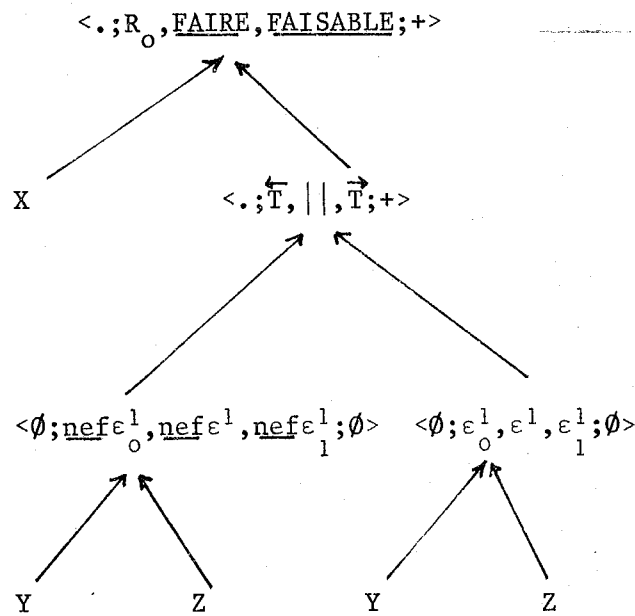 <.;R₀,FAIRE,FAISABLE;+>
X
<.;T⃖,||,T⃗;+>
<Ø;nefε¹₀,nefε¹,nefε¹₁;Ø> <Ø;ε¹₀,ε¹,ε¹₁;Ø>
Y Z Y Z